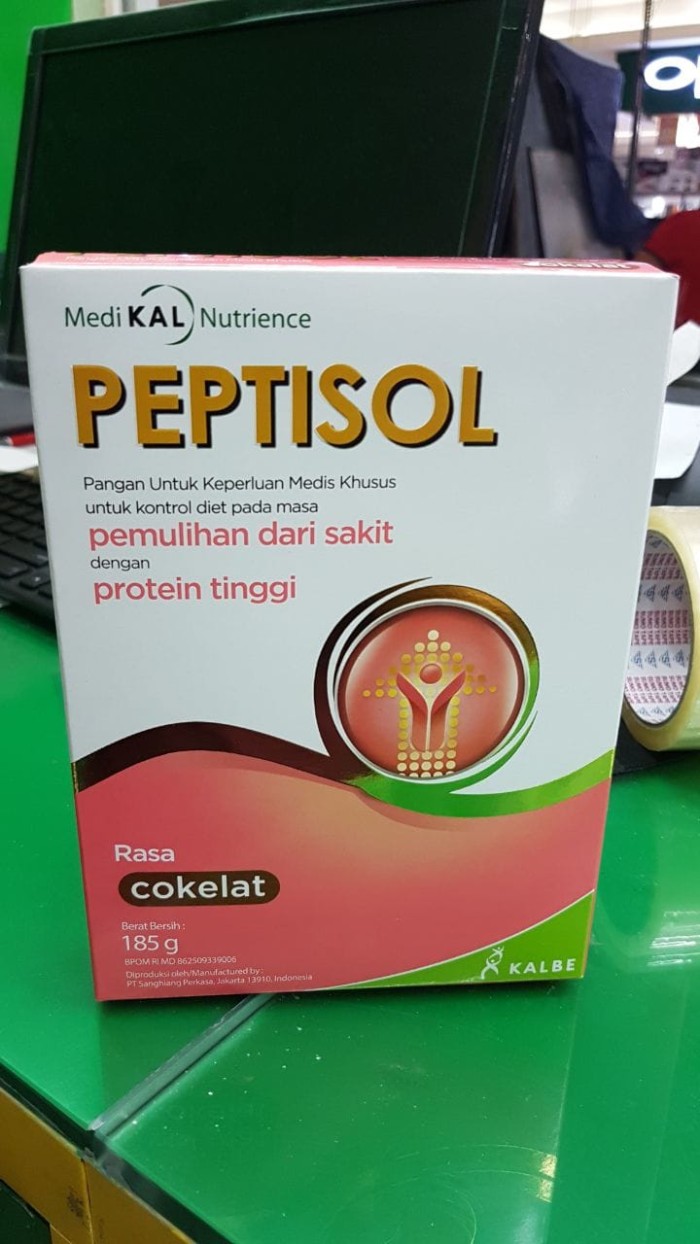 cokelat
Medi KAL Nutrience
PEPTISOL
Pangan Untuk Keperluan Medis Khusus
untuk kontrol diet pada masa
pemulihan dari sakit
dengan
protein tinggi
Rasa
cokelat
Berat Bersih :
185 g
BPOM RI MD 862509339006
Diproduksi oleh/Manufactured by :
PT Sanghiang Perkasa, Jakarta 13910, Indonesia
KALBE